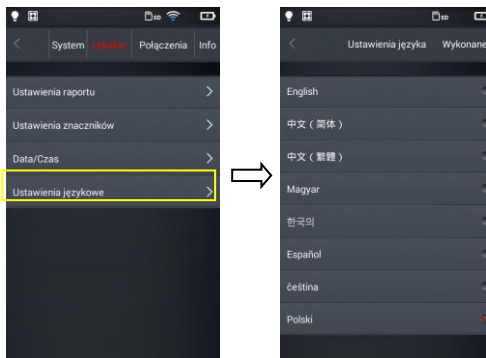 System Lokalny Połączenia Info
Ustawienia raportu
Ustawienia znaczników
Data/Czas
Ustawienia językowe
Ustawienia języka Wykonane
English
中文（简体）
中文（繁體）
Magyar
한국의
Español
čeština
Polski